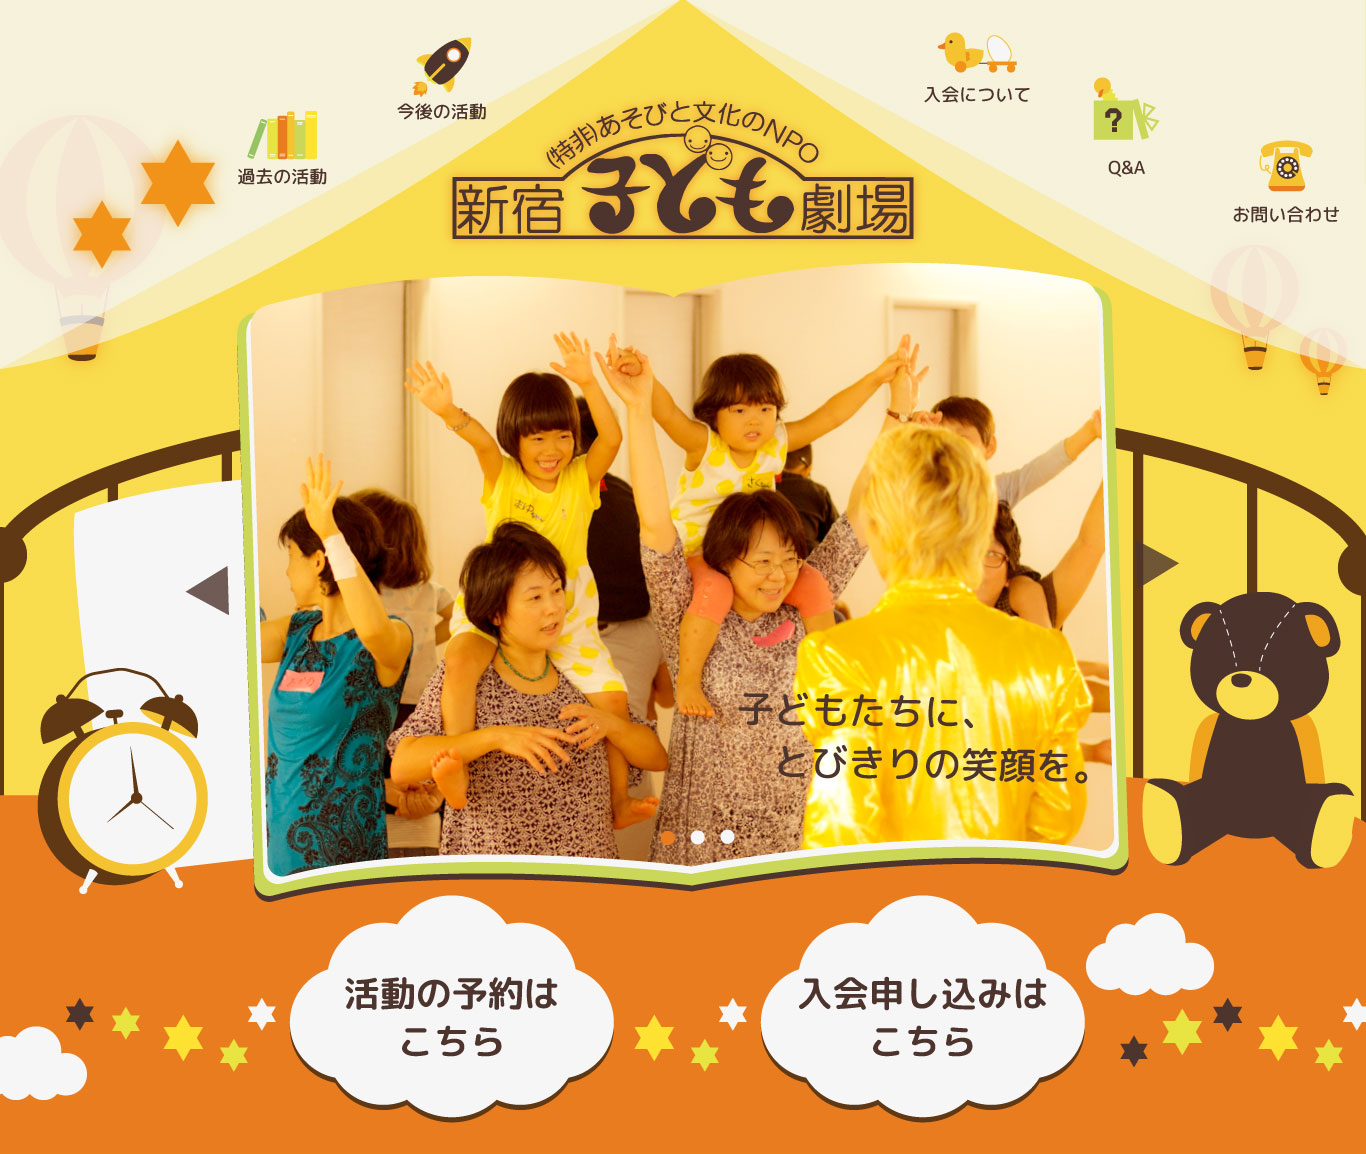 今後の活動
過去の活動
(特非)あそびと文化のNPO
新宿子ども劇場
入会について
Q&A
?
お問い合わせ
子どもたちに、
とびきりの笑顔を。
活動の予約は
こちら
入会申し込みは
こちら